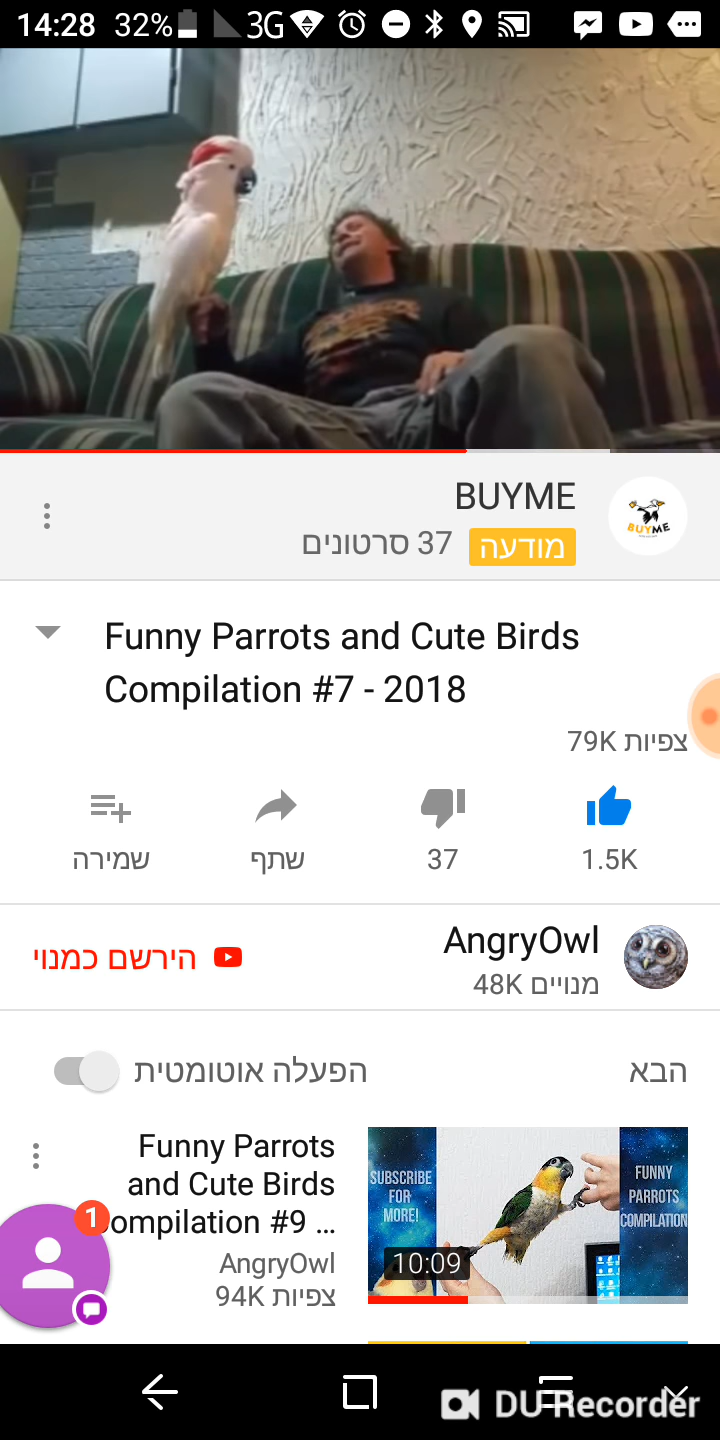 14:28 32% 3G
BUYME
מודעה 37 סרטונים
BUYME
Funny Parrots and Cute Birds
Compilation #7 - 2018
79K צפיות
1.5K
37
שתף
שמירה
AngryOwl
48K מנויים
הירשם כמנוי
הבא
הפעלה אוטומטית
Funny Parrots
and Cute Birds
ompilation #9 ...
AngryOwl
94K צפיות
1
SUBSCRIBE
FOR
MORE!
FUNNY
PARROTS
COMPILATION
10:09
DU Recorder